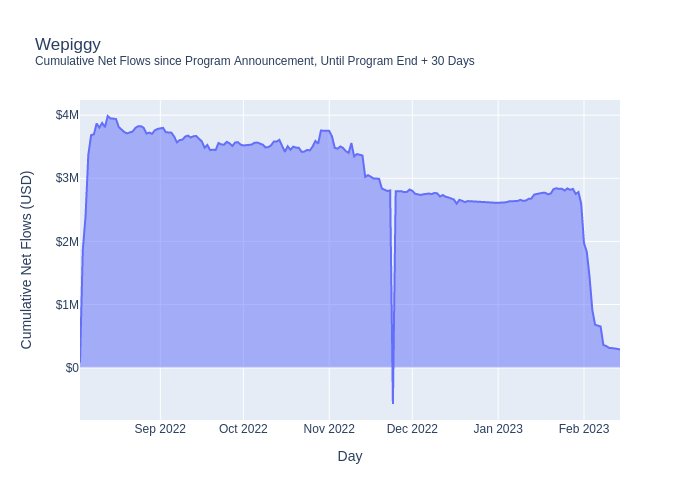 Wepiggy
Cumulative Net Flows since Program Announcement, Until Program End + 30 Days
Cumulative Net Flows (USD)
$4M
$3M
$2M
$1M
$0
Sep 2022
Oct 2022
Nov 2022
Dec 2022
Jan 2023
Feb 2023
Day